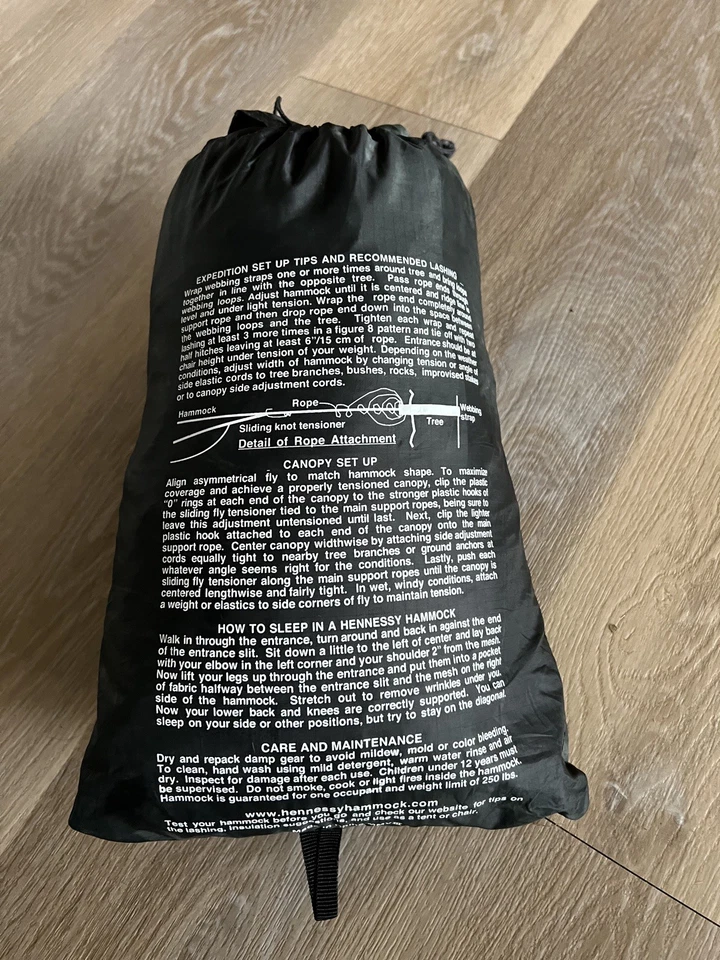 EXPEDITION SET UP TIPS AND RECOMMENDED LASHING
Wrap webbing straps one or more times around tree and bring
together in line with the opposite tree. Pass rope ends through
webbing loops. Adjust hammock until it is centered and ridge
level and under light tension. Wrap the rope end completely around
support rope and then drop rope end down into the space between
the webbing loops and the tree. Tighten each wrap and repeat
lashing at least 3 more times in a figure 8 pattern and tie off with two
half hitches leaving at least 6"/15 cm of rope. Entrance should be at
chair height under tension of your weight. Depending on the weather
conditions, adjust width of hammock by changing tension or angle of
side elastic cords to tree branches, bushes, rocks, improvised stakes
or to canopy side adjustment cords.
Hammock
Rope
Sliding knot tensioner
Tree
Webbing
strap
Detail of Rope Attachment
CANOPY SET UP
Align asymmetrical fly to match hammock shape. To maximize
coverage and achieve a properly tensioned canopy, clip the plastic
"0" rings at each end of the canopy to the stronger plastic hooks of
the sliding fly tensioner tied to the main support ropes, being sure to
leave this adjustment untensioned until last. Next, clip the lighter
plastic hook attached to each end of the canopy onto the main
support rope. Center canopy widthwise by attaching side adjustment
cords equally tight to nearby tree branches or ground anchors at
whatever angle seems right for the conditions. Lastly, push each
sliding fly tensioner along the main support ropes until the canopy is
centered lengthwise and fairly tight. In wet, windy conditions, attach
a weight or elastics to side corners of fly to maintain tension.
HOW TO SLEEP IN A HENNESSY HAMMOCK
Walk in through the entrance, turn around and back in against the end
of the entrance slit. Sit down a little to the left of center and lay back
with your elbow in the left corner and your shoulder 2" from the mesh.
Now lift your legs up through the entrance and put them into a pocket
of fabric halfway between the entrance slit and the mesh on the right
side of the hammock. Stretch out to remove wrinkles under you.
Now your lower back and knees are correctly supported. You can
sleep on your side or other positions, but try to stay on the diagonal.
CARE AND MAINTENANCE
Dry and repack damp gear to avoid mildew, mold or color bleeding.
To clean, hand wash using mild detergent, warm water rinse and air
dry. Inspect for damage after each use. Children under 12 years must
be supervised. Do not smoke, cook or light fires inside the hammock.
Hammock is guaranteed for one occupant and weight limit of 250 lbs.
www.hennessyhammock.com
Test your hammock before you go and check our website for tips on
the lashing, insulation suggestions, and use as a tent or chair.